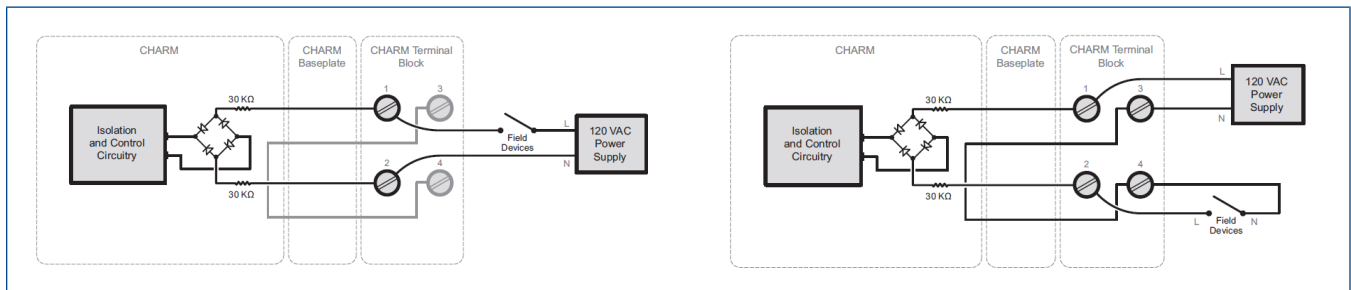 CHARM
CHARM
Baseplate
CHARM Terminal
Block
30 KΩ
1
3
Isolation
and Control
Circuitry
L
Field
Devices
120 VAC
Power
Supply
N
2
4
30 KΩ
CHARM
CHARM
Baseplate
CHARM Terminal
Block
L
120 VAC
Power
Supply
N
30 KΩ
1
3
Isolation
and Control
Circuitry
2
4
30 KΩ
L
Field
Devices
N